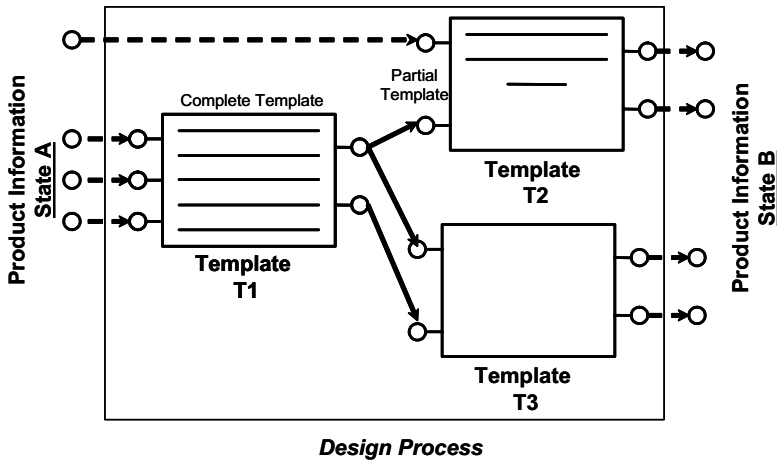 Product Information
State A
Complete Template
Template
T1
Partial
Template
Template
T2
Template
T3
Product Information
State B
Design Process